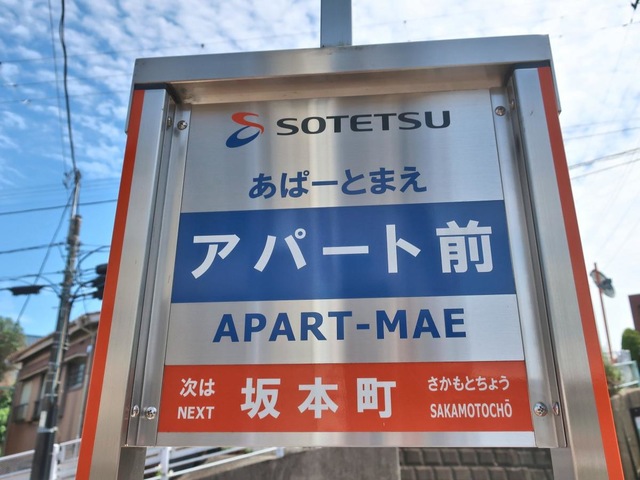 SOTETSU
あぱーとまえ
アパート前
APART-MAE
次は 坂本町 さかもとちょう
NEXT SAKAMOTOCHŌ